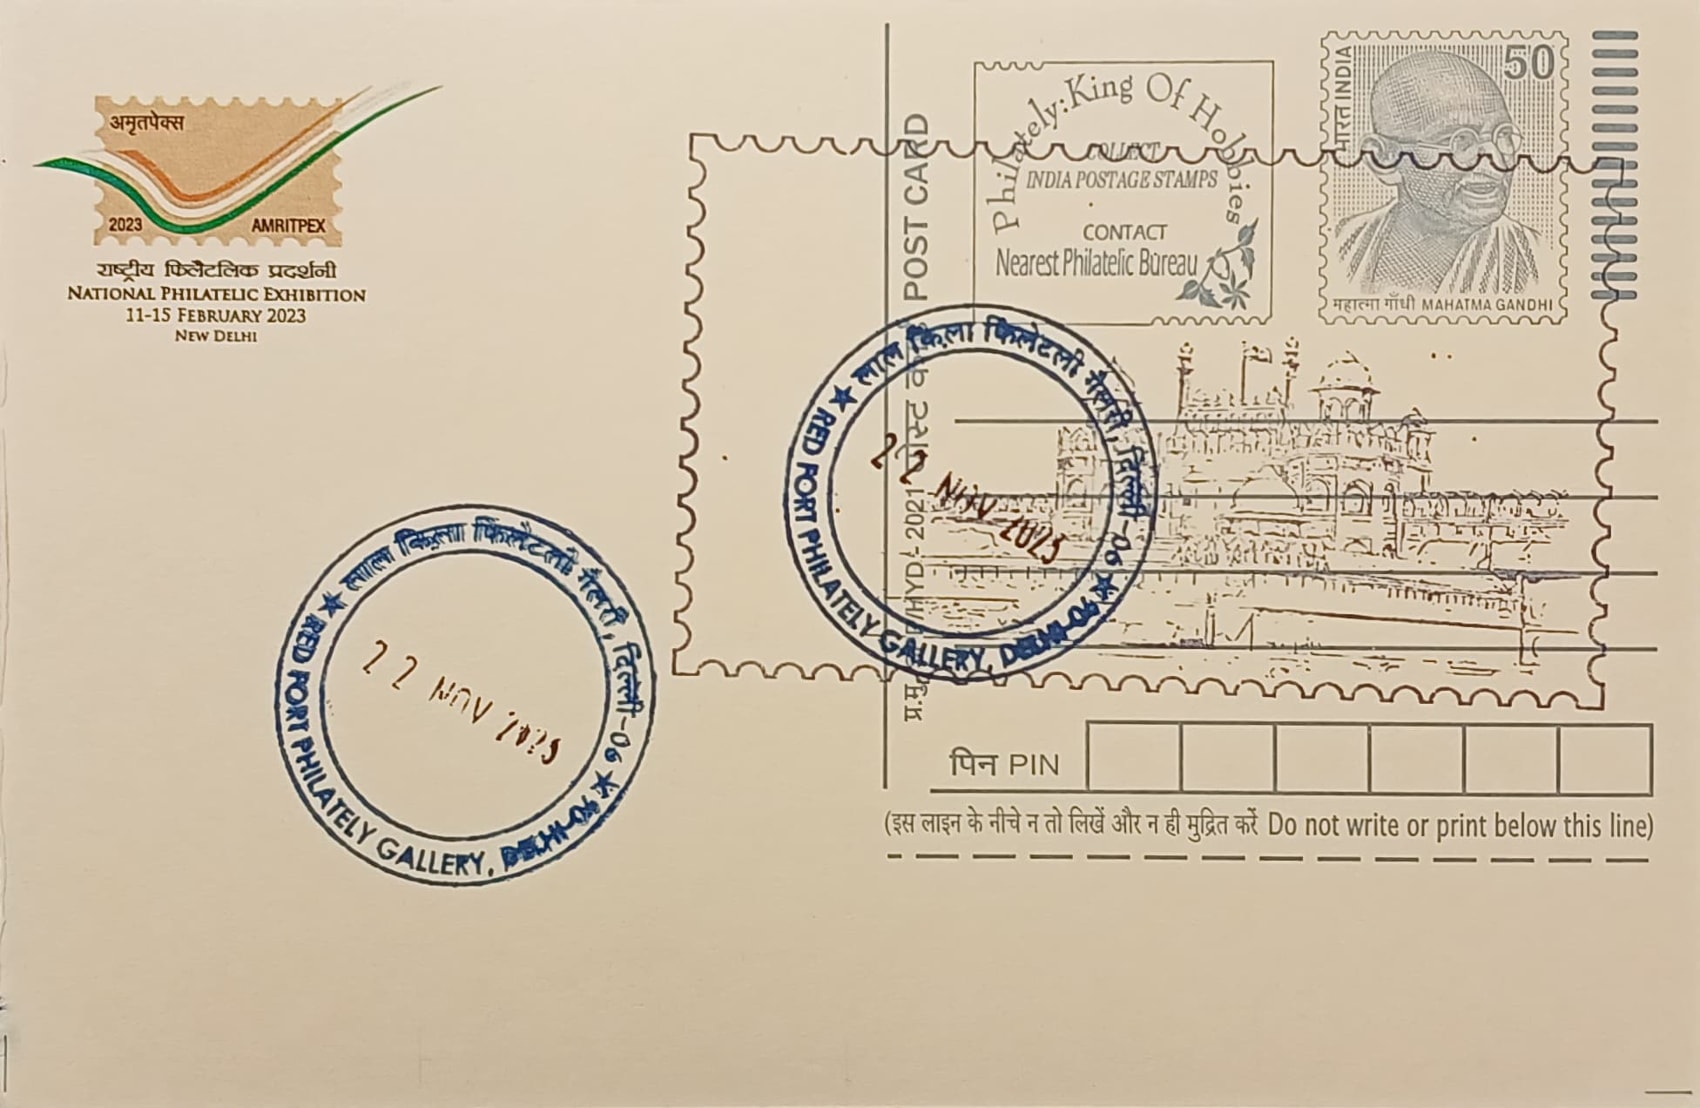 अमृतपेक्स
2023 AMRITPEX
राष्ट्रीय फिलैटलिक प्रदर्शनी
NATIONAL PHILATELIC EXHIBITION
11-15 FEBRUARY 2023
NEW DELHI
Philately:King Of Hobbies
COLLECT
INDIA POSTAGE STAMPS
CONTACT
Nearest Philatelic Bureau
भारत INDIA
50
महात्मा गाँधी MAHATMA GANDHI
POST CARD
HYD-2021
लाल किला फिलेटली गैलरी, दिल्ली-06
RED FORT PHILATELY GALLERY, DELHI-06
22 NOV 2023
लाल किला फिलेटली गैलरी, दिल्ली-06
RED FORT PHILATELY GALLERY, DELHI-06
22 NOV
पिन PIN
(इस लाइन के नीचे न तो लिखें और न ही मुद्रित करें Do not write or print below this line)